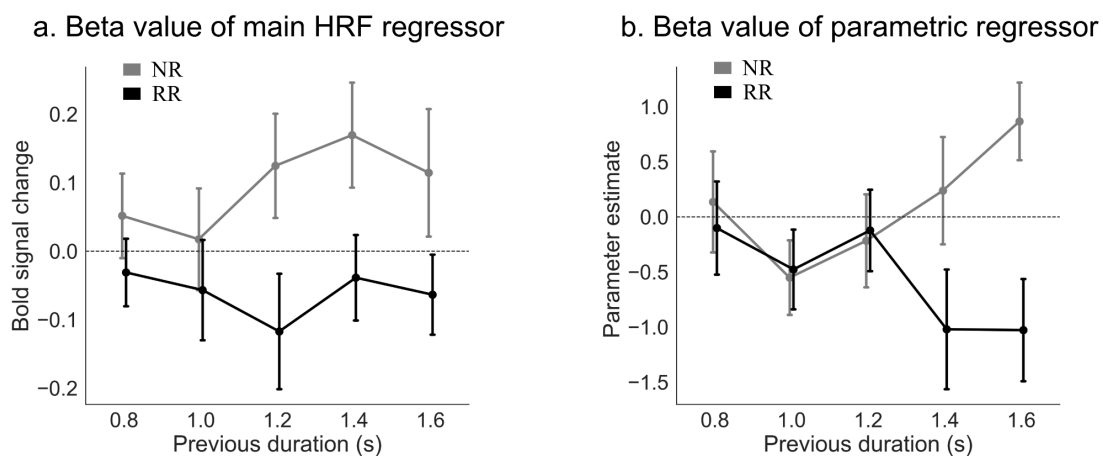 a. Beta value of main HRF regressor
NR
RR
0.2
0.1
0.0
−0.1
−0.2
Bold signal change
0.8 1.0 1.2 1.4 1.6
Previous duration (s)
b. Beta value of parametric regressor
NR
RR
1.0
0.5
0.0
−0.5
−1.0
−1.5
Parameter estimate
0.8 1.0 1.2 1.4 1.6
Previous duration (s)